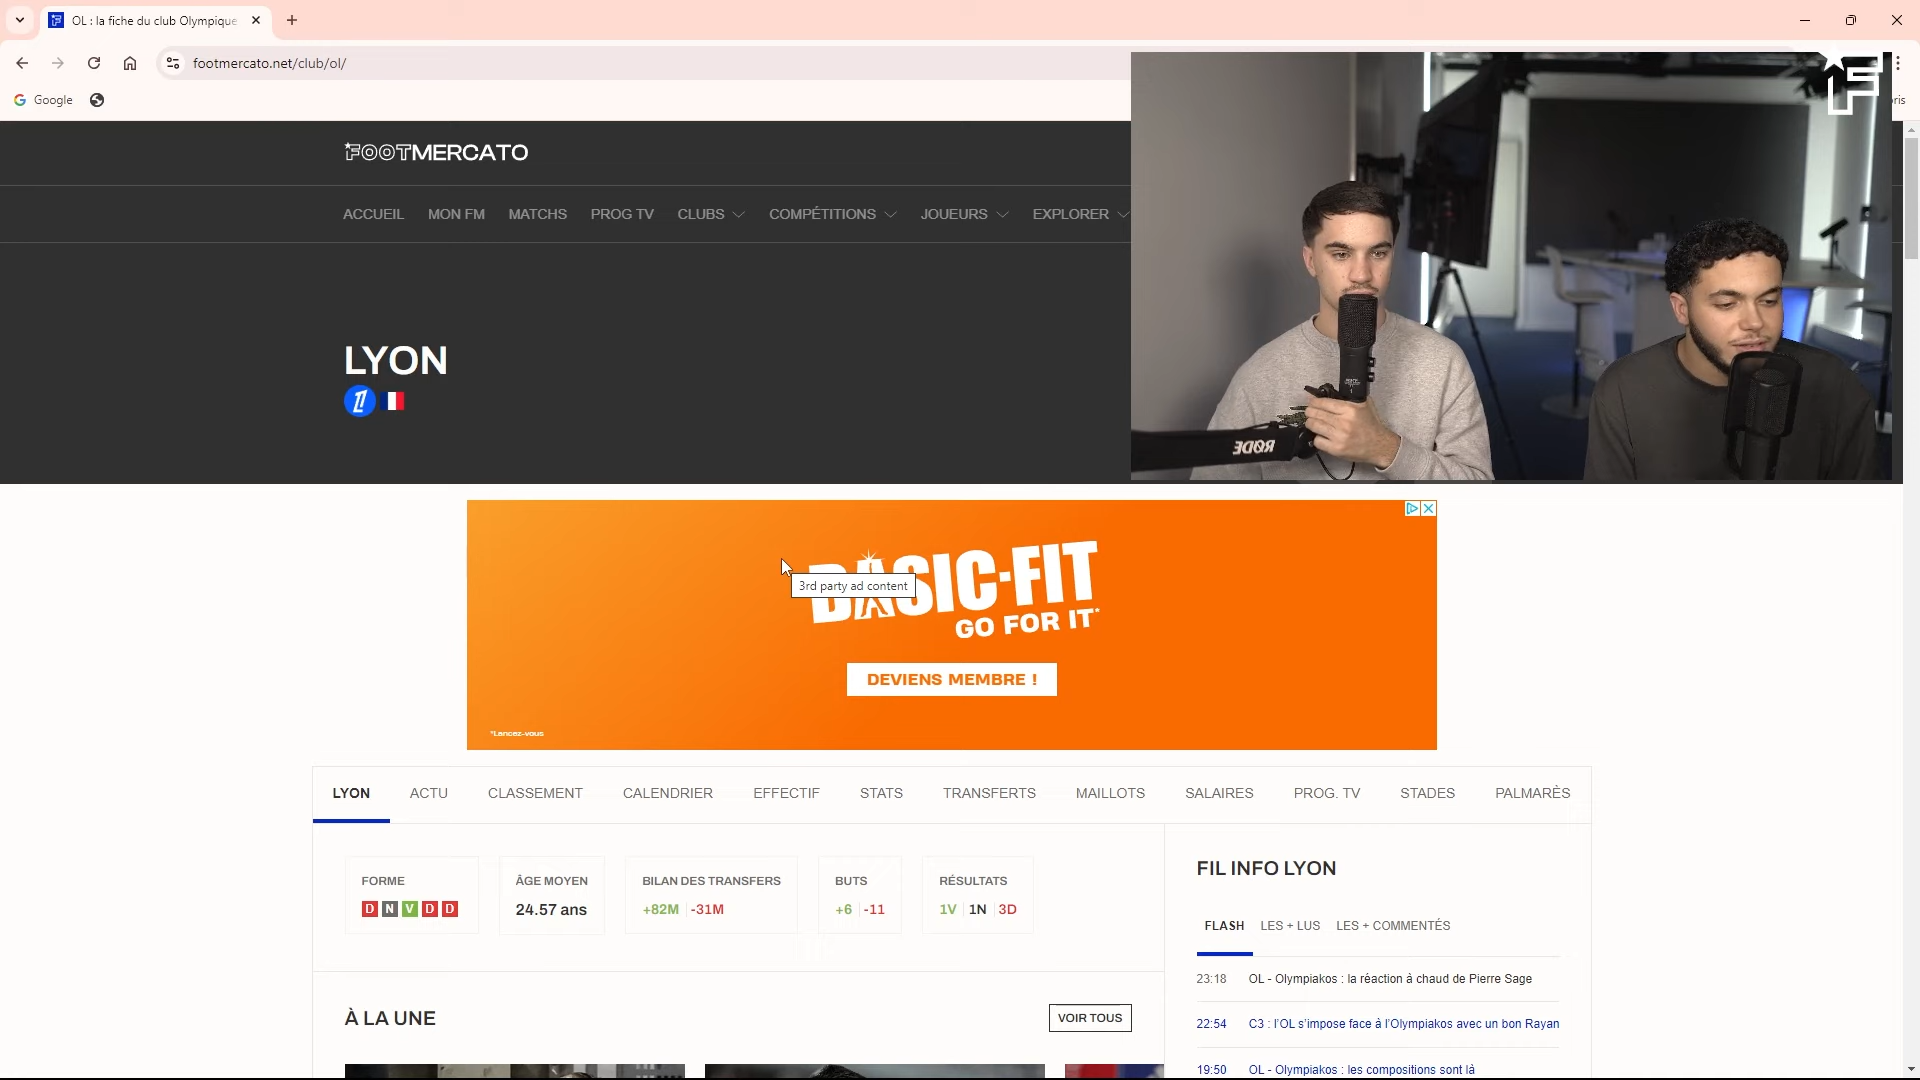 OL : la fiche du club Olympique
footmercato.net/club/ol/
Google
FOOTMERCATO
ACCUEIL MON FM MATCHS PROG TV CLUBS COMPÉTITIONS JOUEURS EXPLORER
LYON
RØDE
BASIC-FIT
3rd party ad content
GO FOR IT*
DEVIENS MEMBRE !
*Lancez-vous
LYON ACTU CLASSEMENT CALENDRIER EFFECTIF STATS TRANSFERTS MAILLOTS SALAIRES PROG. TV STADES PALMARÈS
FORME ÂGE MOYEN BILAN DES TRANSFERS BUTS RÉSULTATS
D N V D D 24.57 ans +82M -31M +6 -11 1V 1N 3D
À LA UNE
VOIR TOUS
FIL INFO LYON
FLASH LES + LUS LES + COMMENTÉS
23:18 OL - Olympiakos : la réaction à chaud de Pierre Sage
22:54 C3 : l'OL s'impose face à l'Olympiakos avec un bon Rayan
19:50 OL - Olympiakos : les compositions sont là